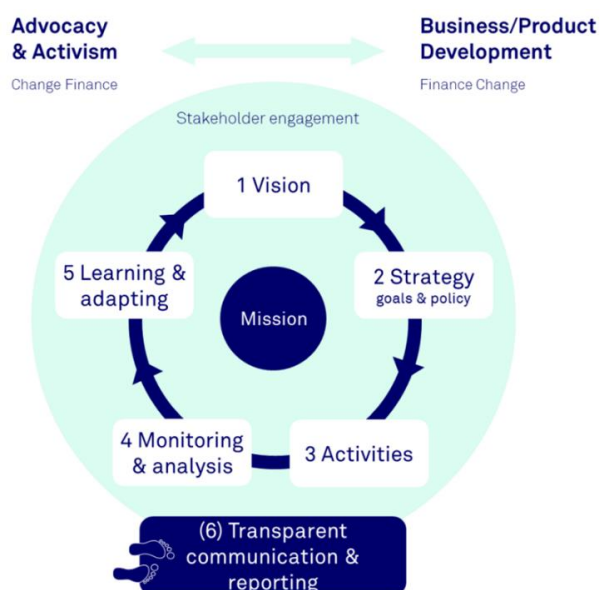 Advocacy
& Activism
Change Finance
Business/Product
Development
Finance Change
Stakeholder engagement
1 Vision
5 Learning &
adapting
2 Strategy
goals & policy
Mission
4 Monitoring
& analysis
3 Activities
(6) Transparent
communication &
reporting